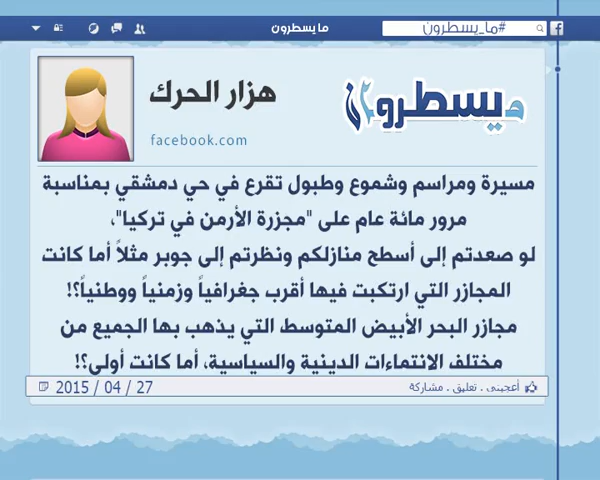 ما يسطرون
#ما_يسطرون
ما يسطرون
هزار الحرك
facebook.com
مسيرة ومراسم وشموع وطبول تقرع في حي دمشقي بمناسبة
مرور مائة عام على "مجزرة الأرمن في تركيا"،
لو صعدتم إلى أسطح منازلكم ونظرتم إلى جوبر مثلاً أما كانت
المجازر التي ارتكبت فيها أقرب جغرافياً وزمنياً ووطنياً؟!
مجازر البحر الأبيض المتوسط التي يذهب بها الجميع من
مختلف الانتماءات الدينية والسياسية، أما كانت أولى؟!
أعجبني . تعليق . مشاركة
27 / 04 / 2015